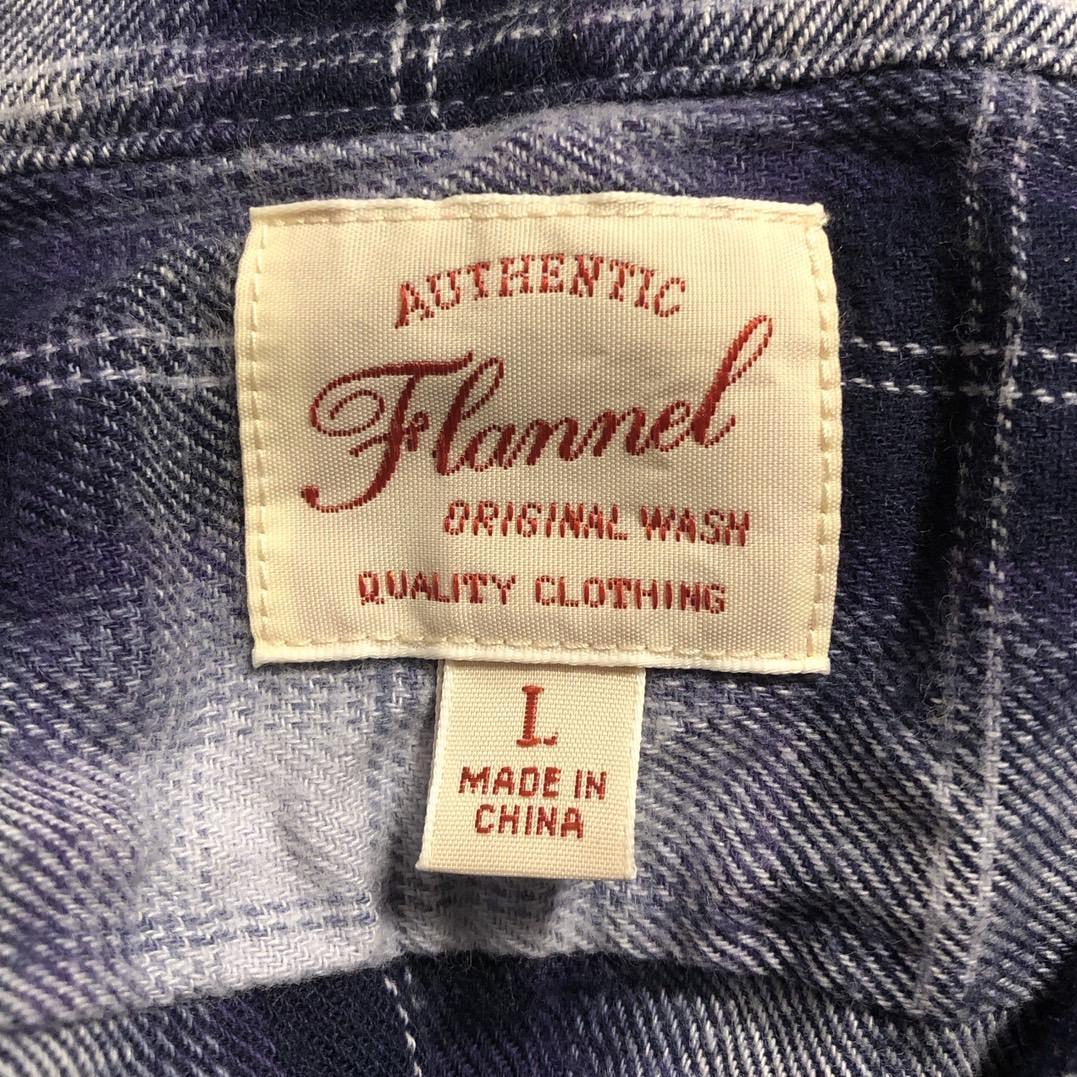 AUTHENTIC
Flannel
ORIGINAL WASH
QUALITY CLOTHING
L
MADE IN
CHINA